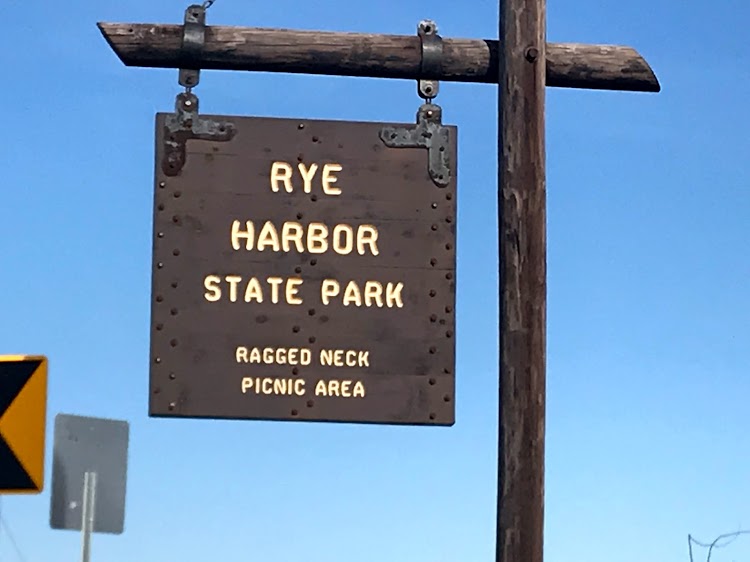 RYE
HARBOR
STATE PARK
RAGGED NECK
PICNIC AREA